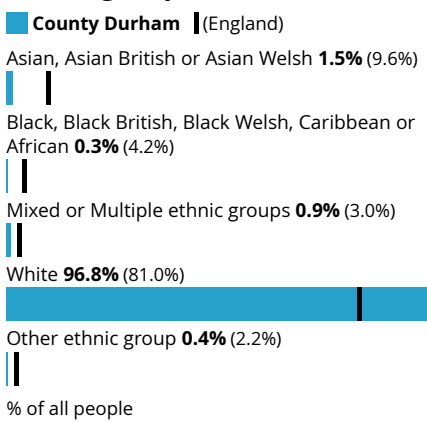 County Durham (England)
Asian, Asian British or Asian Welsh 1.5% (9.6%)
Black, Black British, Black Welsh, Caribbean or
African 0.3% (4.2%)
Mixed or Multiple ethnic groups 0.9% (3.0%)
White 96.8% (81.0%)
Other ethnic group 0.4% (2.2%)
% of all people